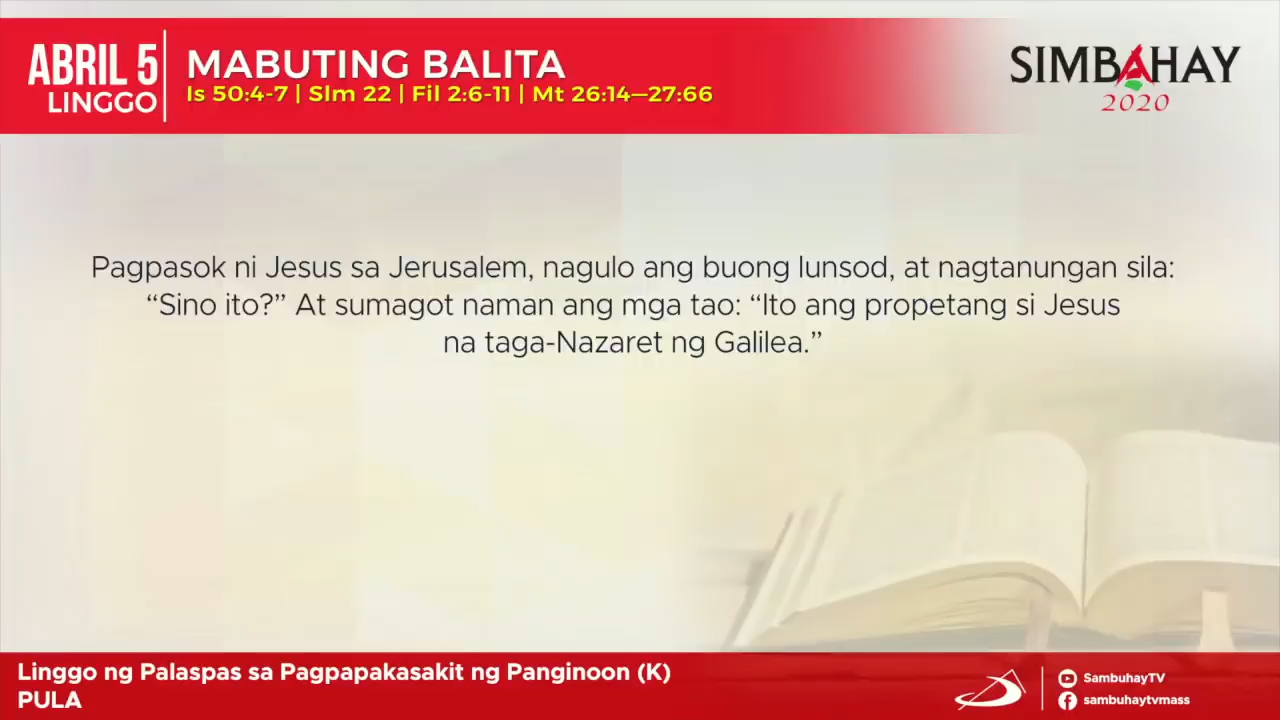 ABRIL 5
LINGGO
MABUTING BALITA
Is 50:4-7 | Slm 22 | Fil 2:6-11 | Mt 26:14—27:66
SIMBAHAY
2020
Pagpasok ni Jesus sa Jerusalem, nagulo ang buong lunsod, at nagtanungan sila:
“Sino ito?” At sumagot naman ang mga tao: “Ito ang propetang si Jesus
na taga-Nazaret ng Galilea.”
Linggo ng Palaspas sa Pagpapakasakit ng Panginoon (K)
PULA
SambuhayTV
sambuhaytvmass